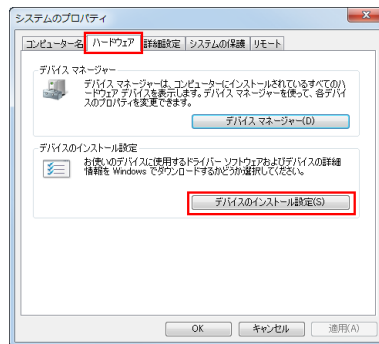 システムのプロパティ
コンピューター名 ハードウェア 詳細設定 システムの保護 リモート
デバイス マネージャー
デバイス マネージャーは、コンピューターにインストールされているすべてのハ
ードウェア デバイスを表示します。デバイス マネージャーを使って、各デバイ
スのプロパティを変更できます。
デバイス マネージャー(D)
デバイスのインストール設定
お使いのデバイスに使用するドライバー ソフトウェアおよびデバイスの詳細
情報を Windows でダウンロードするかどうか選択してください。
デバイスのインストール設定(S)
OK キャンセル 適用(A)